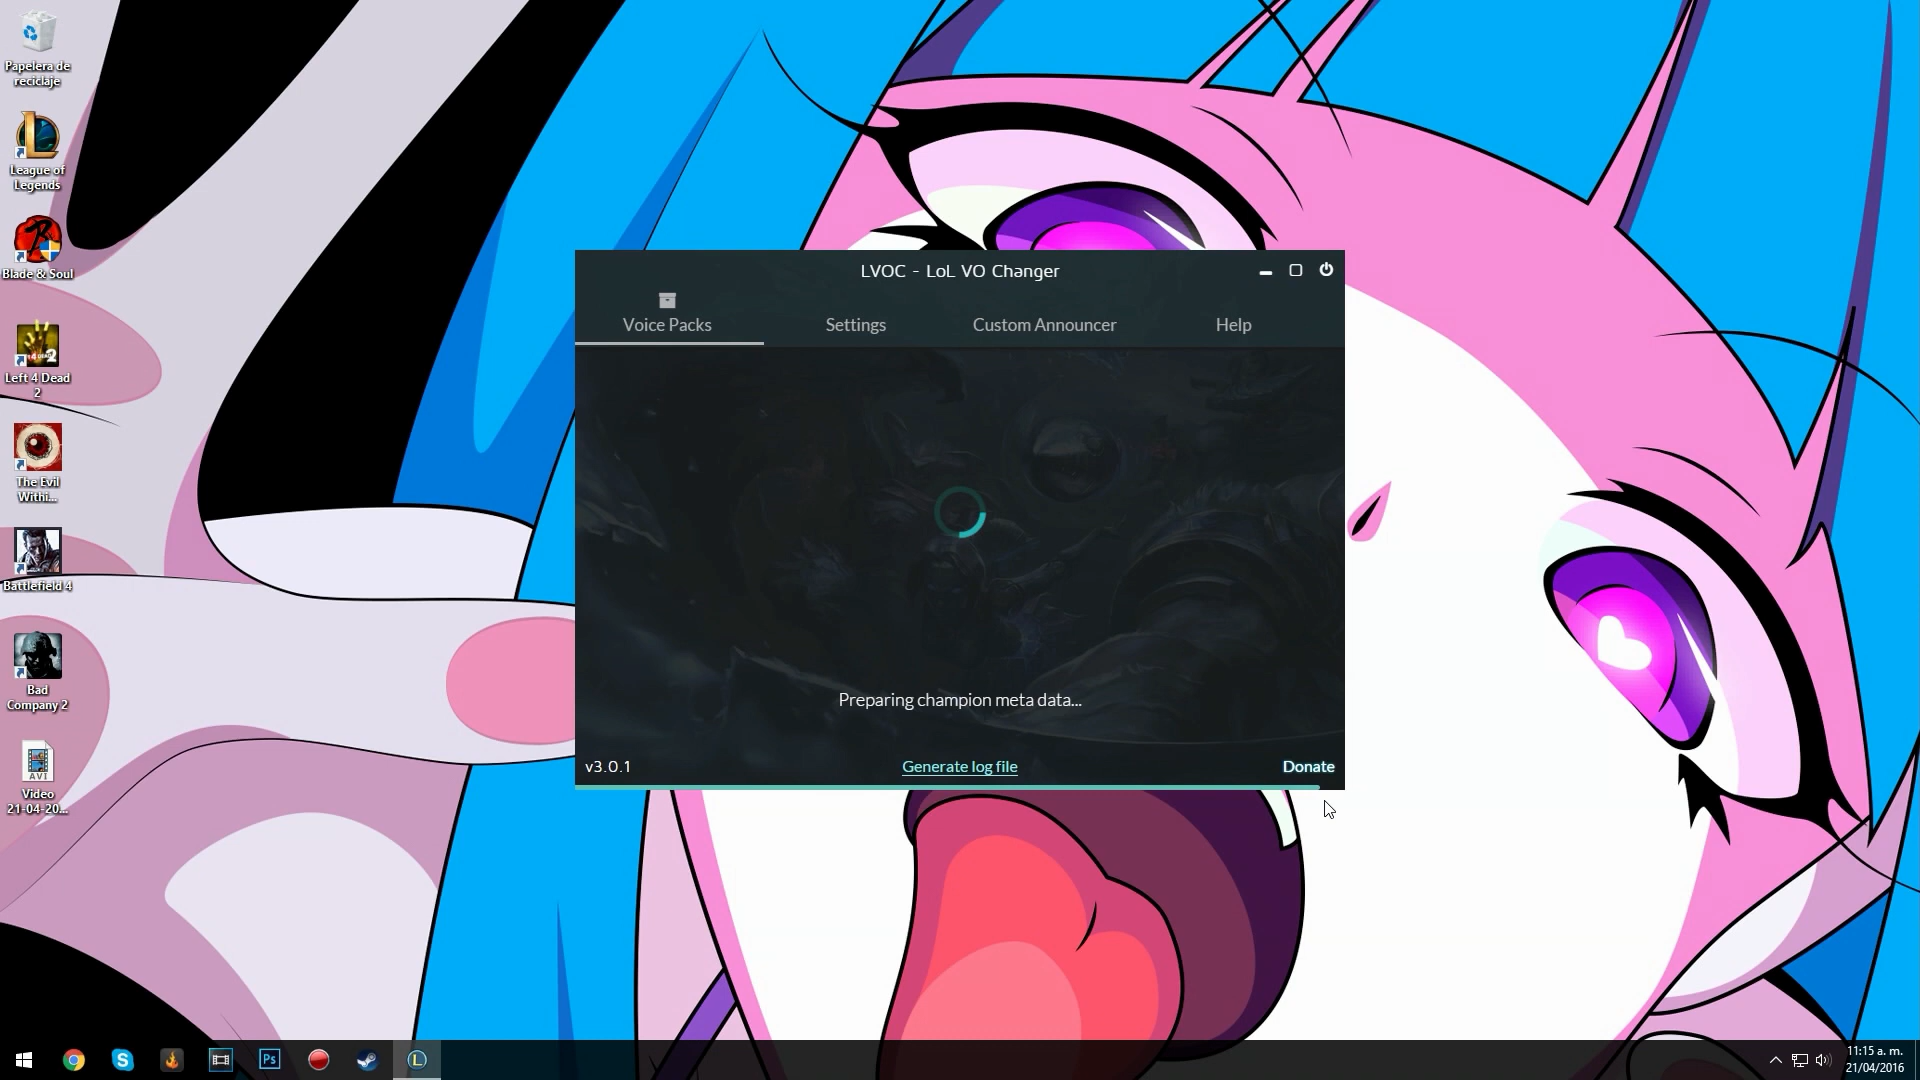 Papelera de
reciclaje
League of
Legends
Blade & Soul
Left 4 Dead
2
The Evil
Withi...
Battlefield 4
Bad
Company 2
AVI
Video
21-04-20...
LVOC - LoL VO Changer
Voice Packs
Settings
Custom Announcer
Help
Preparing champion meta data...
v3.0.1
Generate log file
Donate
Ps
11:15 a. m.
21/04/2016